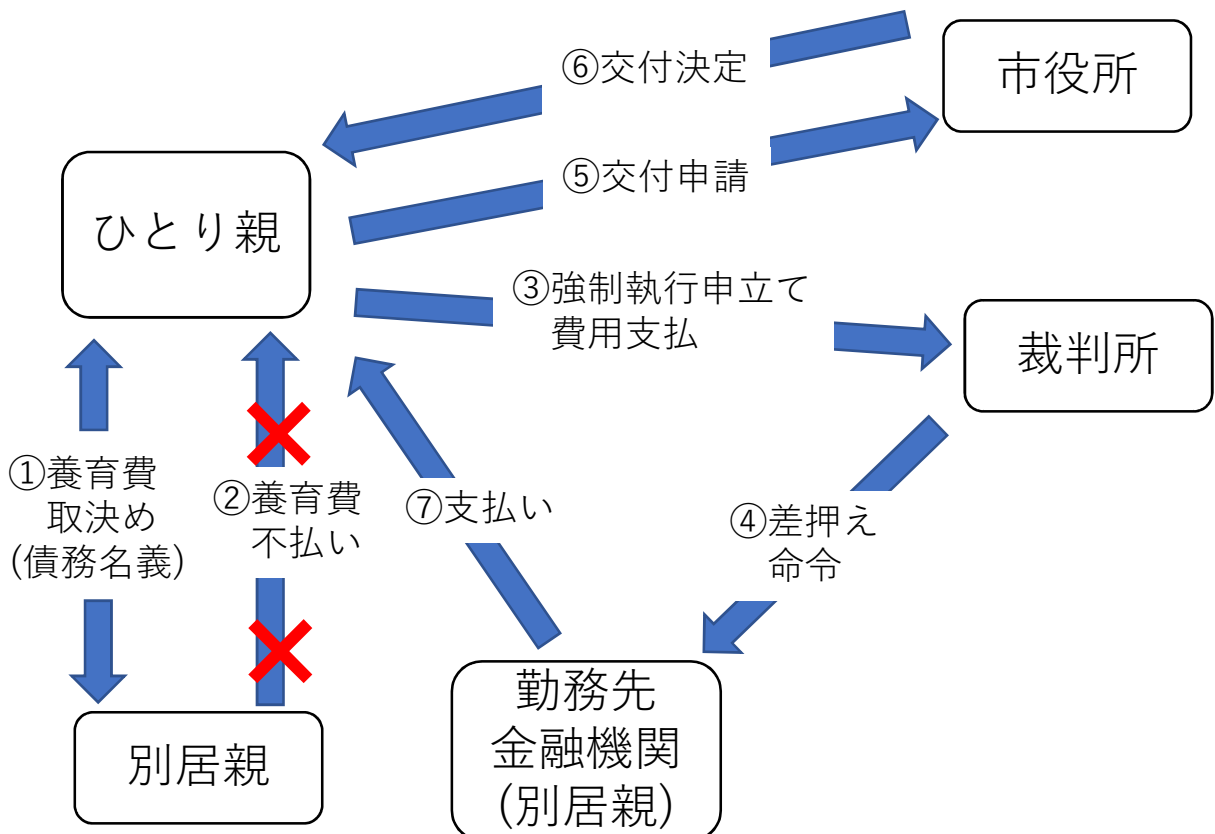 ⑥交付決定
市役所
⑤交付申請
ひとり親
③強制執行申立て
費用支払
裁判所
①養育費
取決め
(債務名義)
②養育費
不払い
⑦支払い
④差押え
命令
別居親
勤務先
金融機関
(別居親)